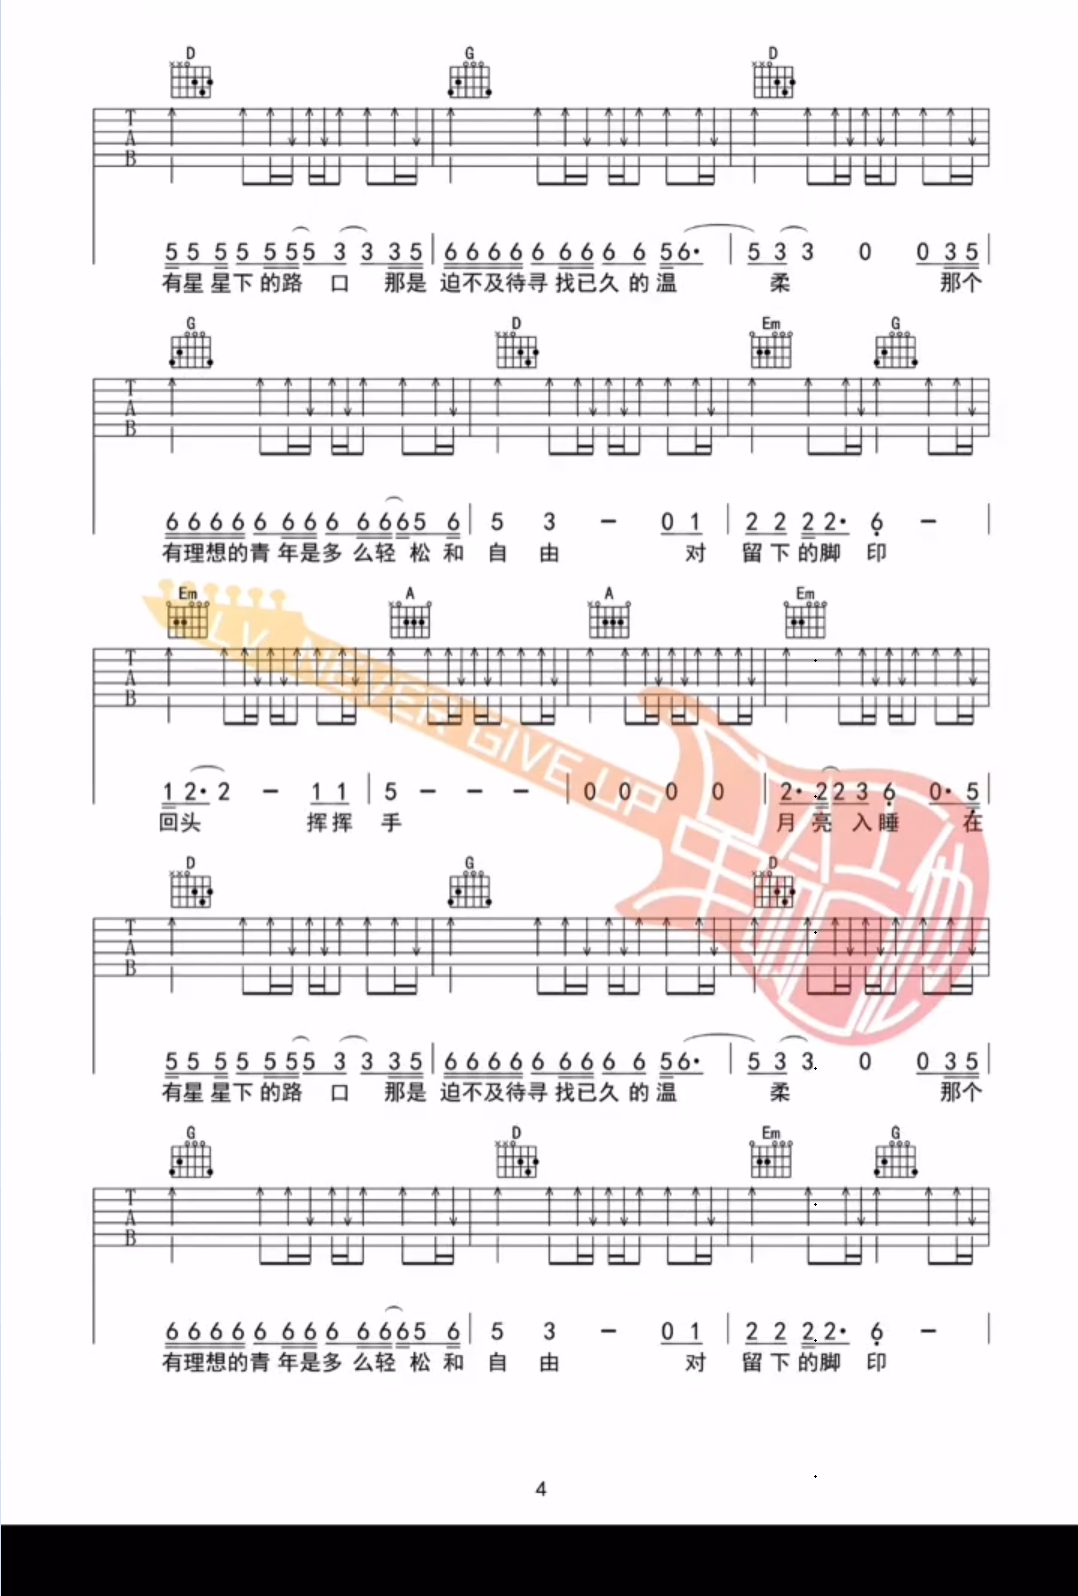 D G D
T
A
B
5 5 5 5 5 5 5 3 3 3 5 6 6 6 6 6 6 6 6 6 5 6· 5 3 3 0 0 3 5
有星 星下 的路 口 那是 迫不及待寻 找已久 的 温 柔 那个
G D Em G
T
A
B
6 6 6 6 6 6 6 6 6 6 6 5 6 5 3 - 0 1 2 2 2 2· 6 -
有理想的青 年是多 么轻 松 和 自 由 对 留 下 的脚 印
Em A A Em
LV. NEVER GIVE UP
T
A
B
1 2· 2 - 1 1 5 - - - 0 0 0 0 2· 2 2 3 6 0· 5
回头 挥挥 手 月 亮 入睡 在
D G D
T
A
B
5 5 5 5 5 5 5 3 3 3 5 6 6 6 6 6 6 6 6 6 5 6· 5 3 3 0 0 3 5
有星 星下 的路 口 那是 迫不及待寻 找已久 的 温 柔 那个
G D Em G
T
A
B
6 6 6 6 6 6 6 6 6 6 6 5 6 5 3 - 0 1 2 2 2 2· 6 -
有理想的青 年是多 么轻 松 和 自 由 对 留 下 的脚 印
4